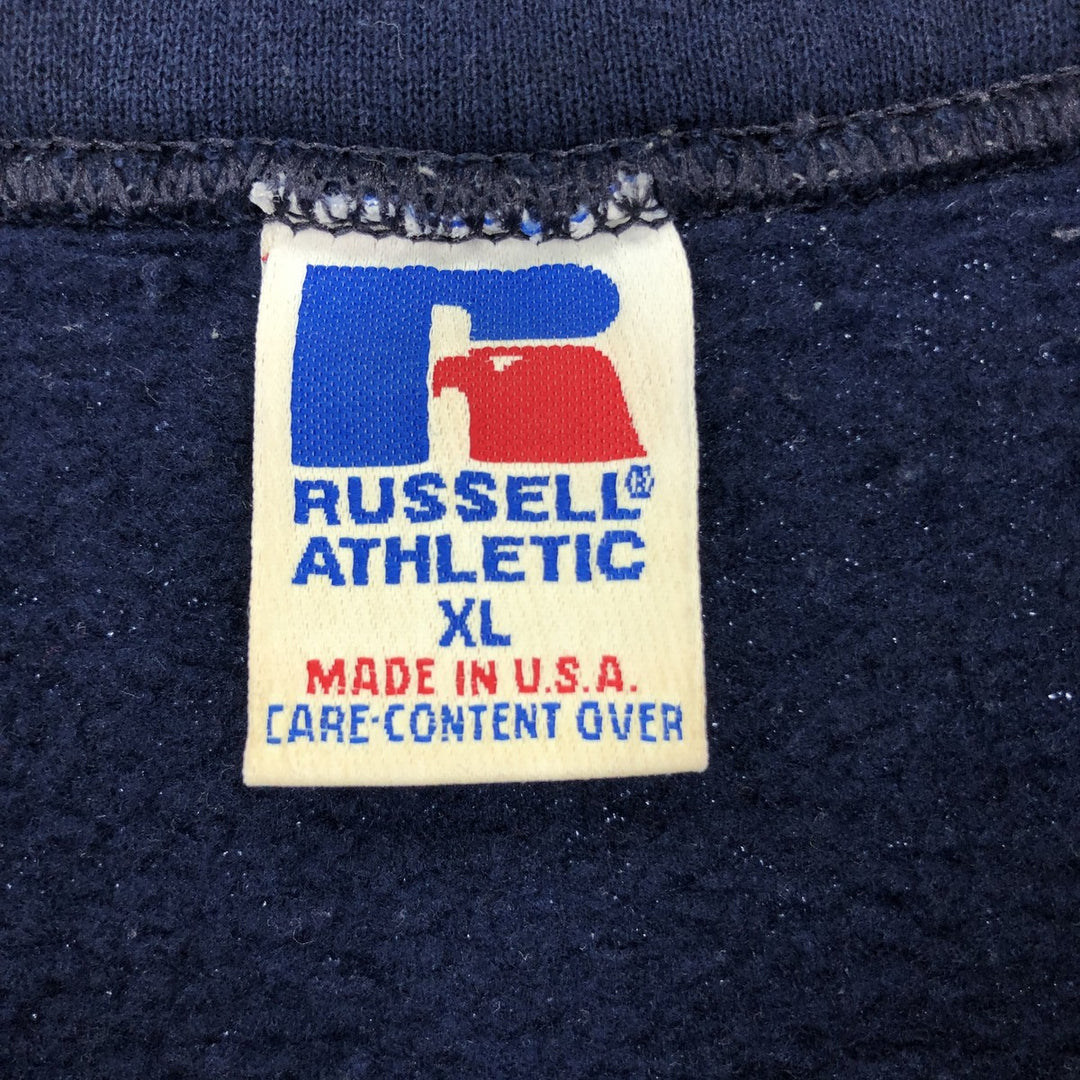 RUSSELL®
ATHLETIC
XL
MADE IN U.S.A.
CARE-CONTENT OVER